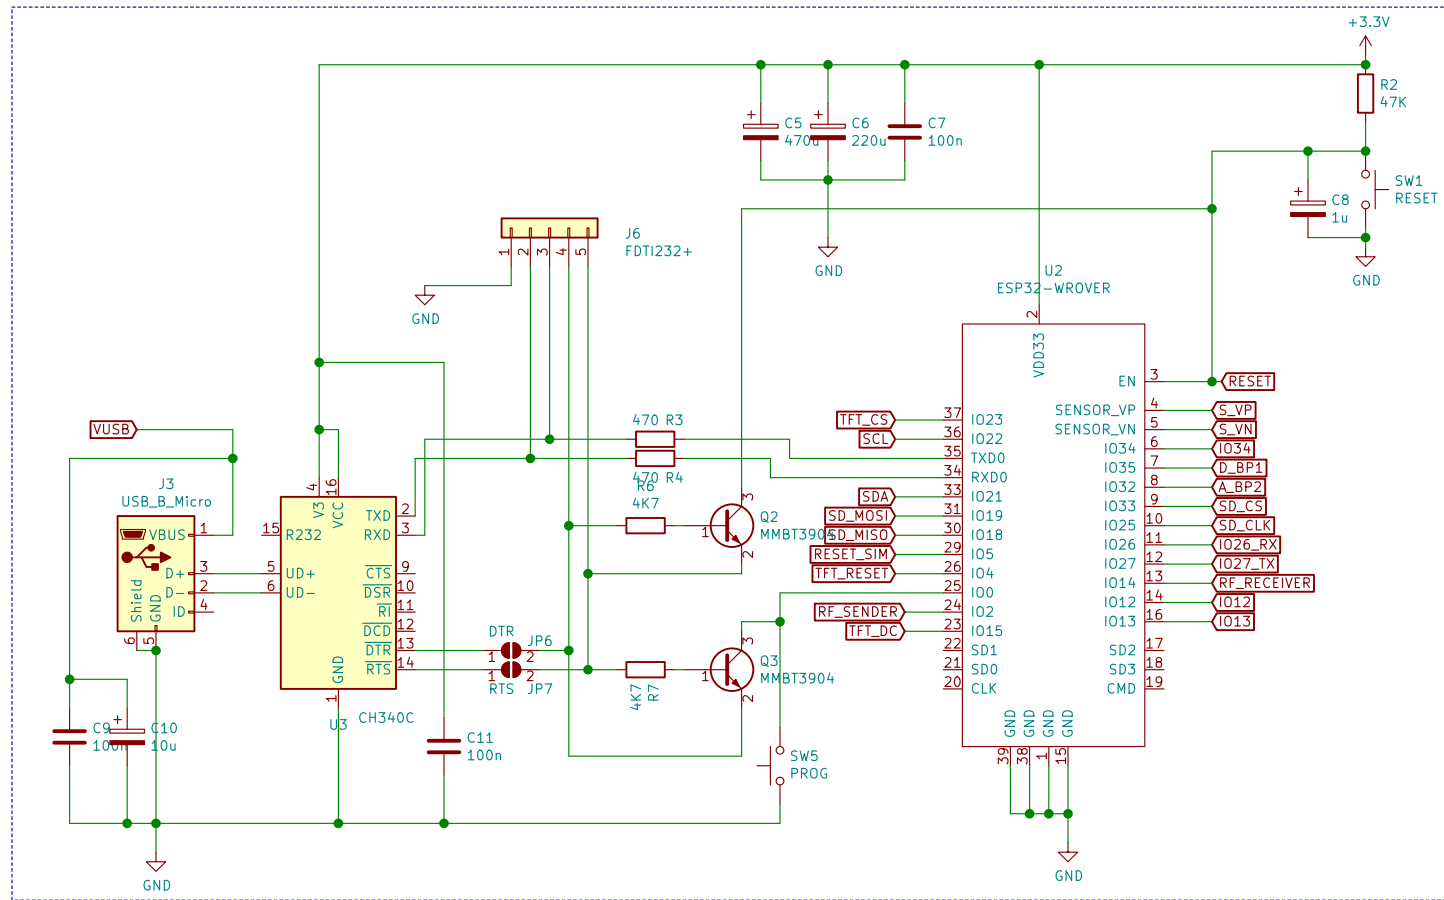 +3.3V
R2
47K
+
C5
470u
+
C6
220u
C7
100n
+
C8
1u
SW1
RESET
GND
GND
J6
FDTI232+
1
2
3
4
5
GND
U2
ESP32-WROVER
2
VDD33
EN
3
RESET
SENSOR_VP
4
S_VP
SENSOR_VN
5
S_VN
IO34
6
IO34
IO35
7
D_BP1
IO32
8
A_BP2
IO33
9
SD_CS
IO25
10
SD_CLK
IO26
11
IO26_RX
IO27
12
IO27_TX
IO14
13
RF_RECEIVER
IO12
14
IO12
IO13
16
IO13
SD2
17
SD3
18
CMD
19
TFT_CS
37
IO23
SCL
36
IO22
35
TXD0
34
RXD0
SDA
33
IO21
SD_MOSI
31
IO19
SD_MISO
30
IO18
RESET_SIM
29
IO5
TFT_RESET
26
IO4
25
IO0
RF_SENDER
24
IO2
TFT_DC
23
IO15
22
SD1
21
SD0
20
CLK
GND
GND
GND
GND
39
38
1
15
GND
470 R3
470 R4
R6
4K7
1
3
2
Q2
MMBT3904
4K7
R7
1
3
2
Q3
MMBT3904
SW5
PROG
VUSB
J3
USB_B_Micro
VBUS
1
D+
3
D-
2
ID
4
Shield
GND
6
5
4
16
V3
VCC
15
R232
5
UD+
6
UD-
TXD
2
RXD
3
CTS
9
DSR
10
RI
11
DCD
12
DTR
13
RTS
14
GND
1
U3
CH340C
DTR
JP6
1
2
1
2
RTS
JP7
C9
100n
+
C10
10u
C11
100n
GND